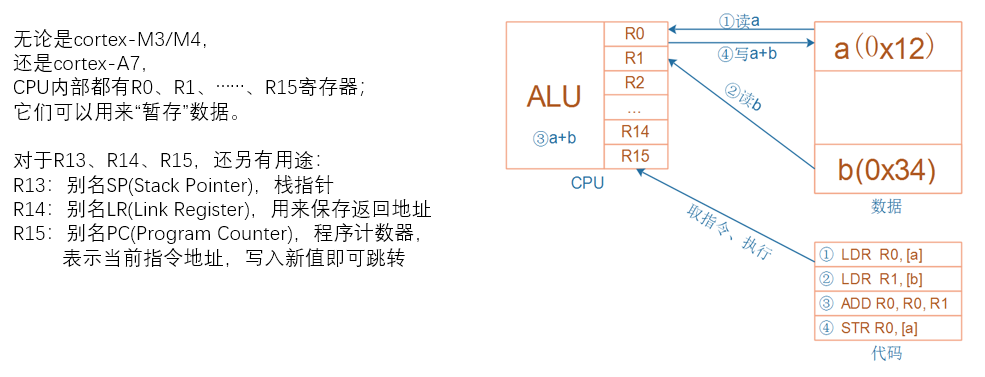 无论是cortex-M3/M4，
还是cortex-A7，
CPU内部都有R0、R1、……、R15寄存器；
它们可以用来“暂存”数据。
对于R13、R14、R15，还另有用途：
R13：别名SP(Stack Pointer)，栈指针
R14：别名LR(Link Register)，用来保存返回地址
R15：别名PC(Program Counter)，程序计数器，
表示当前指令地址，写入新值即可跳转
ALU
③a+b
R0
R1
R2
...
R14
R15
CPU
①读a
④写a+b
②读b
a(0x12)
b(0x34)
数据
取指令、执行
① LDR R0, [a]
② LDR R1, [b]
③ ADD R0, R0, R1
④ STR R0, [a]
代码